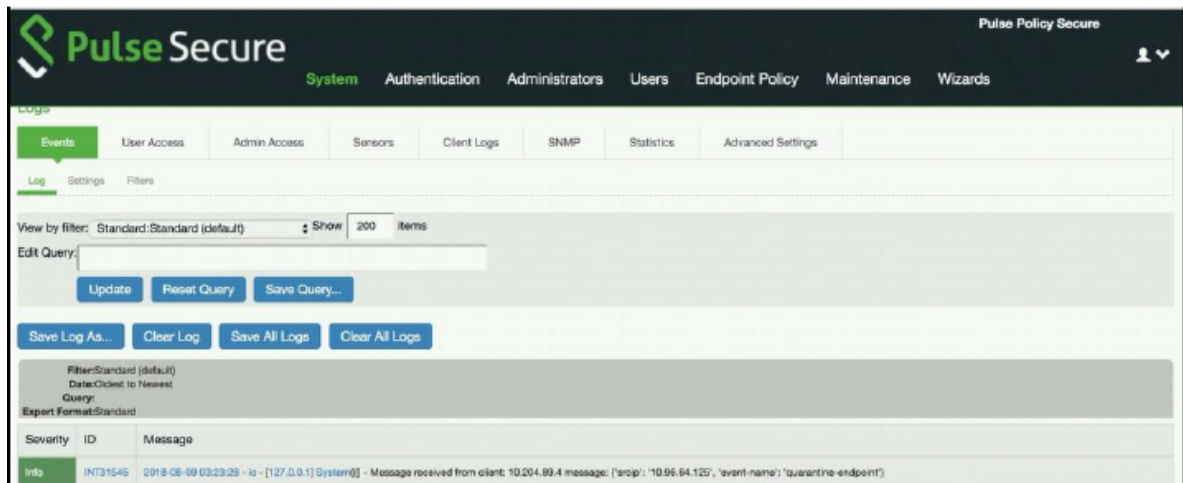 Pulse Policy Secure
Pulse Secure
System Authentication Administrators Users Endpoint Policy Maintenance Wizards
Logs
Events User Access Admin Access Sensors Client Logs SNMP Statistics Advanced Settings
Log Settings Filters
View by filter: Standard:Standard (default) Show 200 items
Edit Query:
Update Reset Query Save Query...
Save Log As... Clear Log Save All Logs Clear All Logs
Filter:Standard (default)
Date:Oldest to Newest
Query:
Export Format:Standard
Severity ID Message
Info INT31545 2018-08-09 03:23:28 - ic - [127.0.0.1] System()[] - Message received from client: 10.204.89.4 message: {'srcip': '10.96.64.125', 'event-name': 'quarantine-endpoint'}